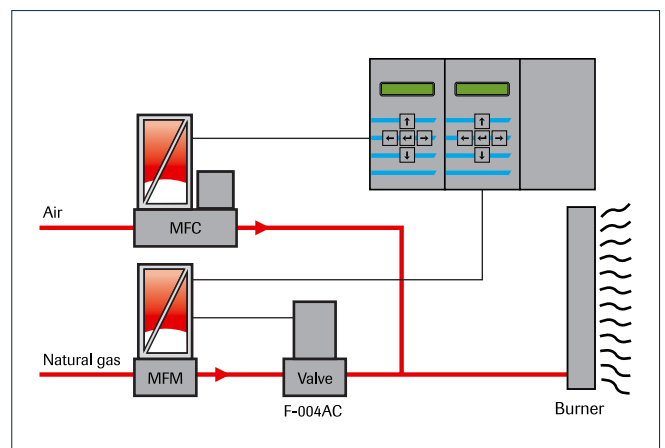 Air
MFC
Natural gas
MFM
Valve
F-004AC
Burner